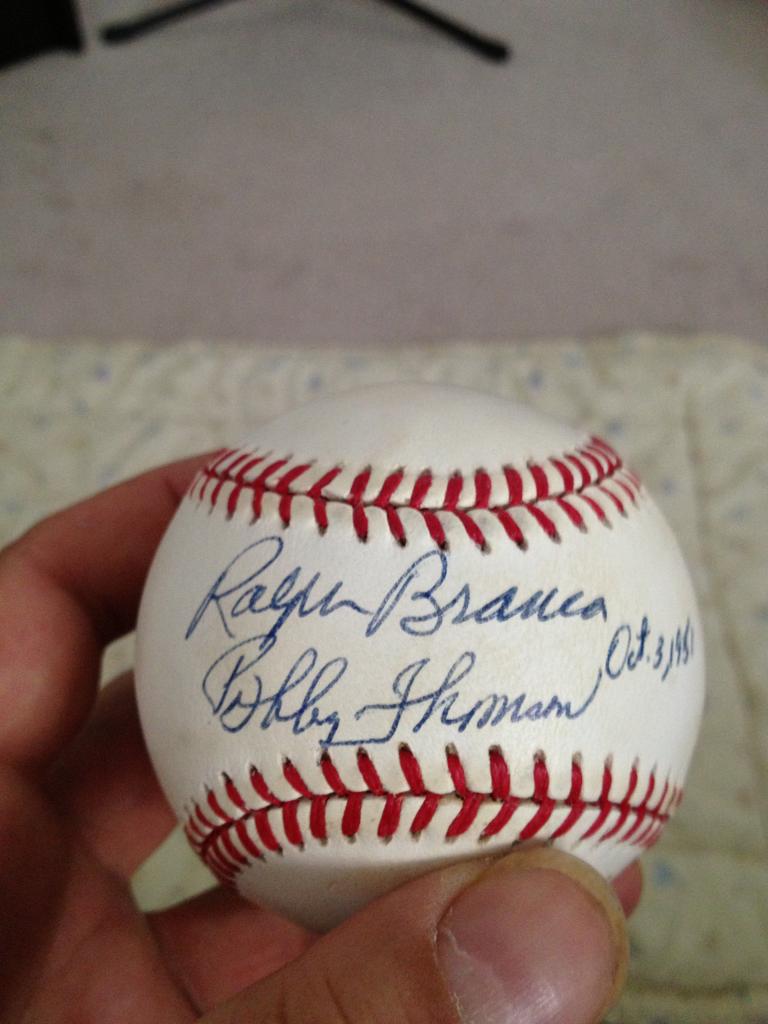 Ralph Branca
Bobby Thomson
Oct. 3, 1951